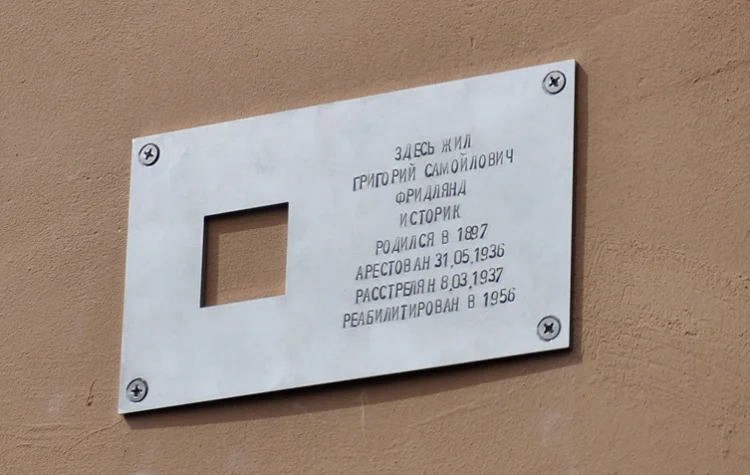 ЗДЕСЬ ЖИЛ
ГРИГОРИЙ САМОЙЛОВИЧ
ФРИДЛЯНД
ИСТОРИК
РОДИЛСЯ В 1897
АРЕСТОВАН 31.05.1936
РАССТРЕЛЯН 8.03.1937
РЕАБИЛИТИРОВАН В 1956